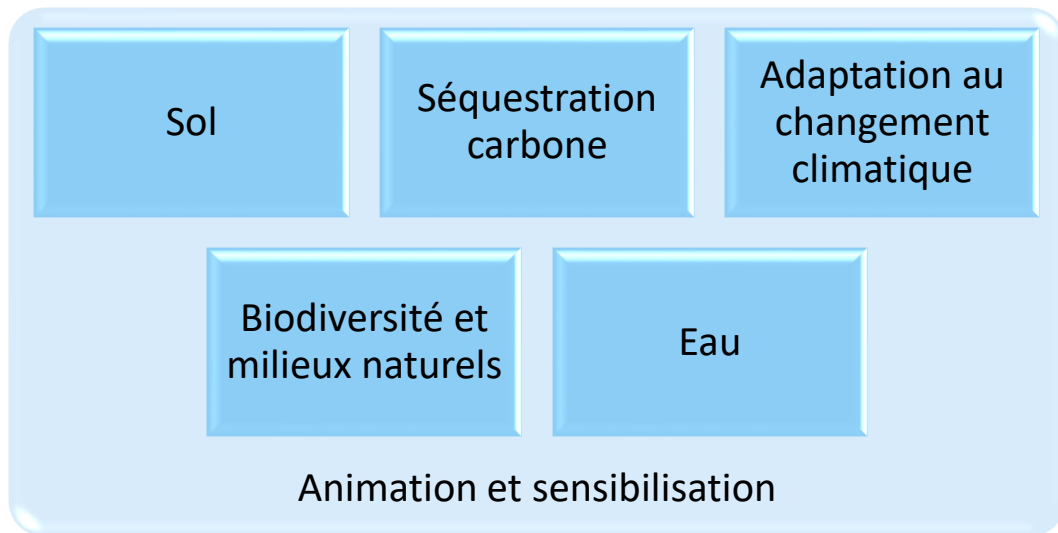 Sol
Séquestration
carbone
Adaptation au
changement
climatique
Biodiversité et
milieux naturels
Eau
Animation et sensibilisation